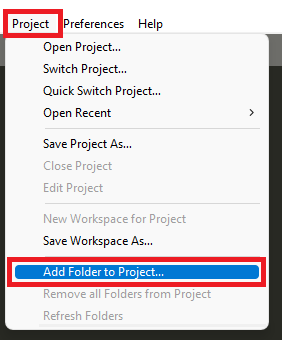 Project Preferences Help
Open Project...
Switch Project...
Quick Switch Project...
Open Recent
Save Project As...
Close Project
Edit Project
New Workspace for Project
Save Workspace As...
Add Folder to Project...
Remove all Folders from Project
Refresh Folders